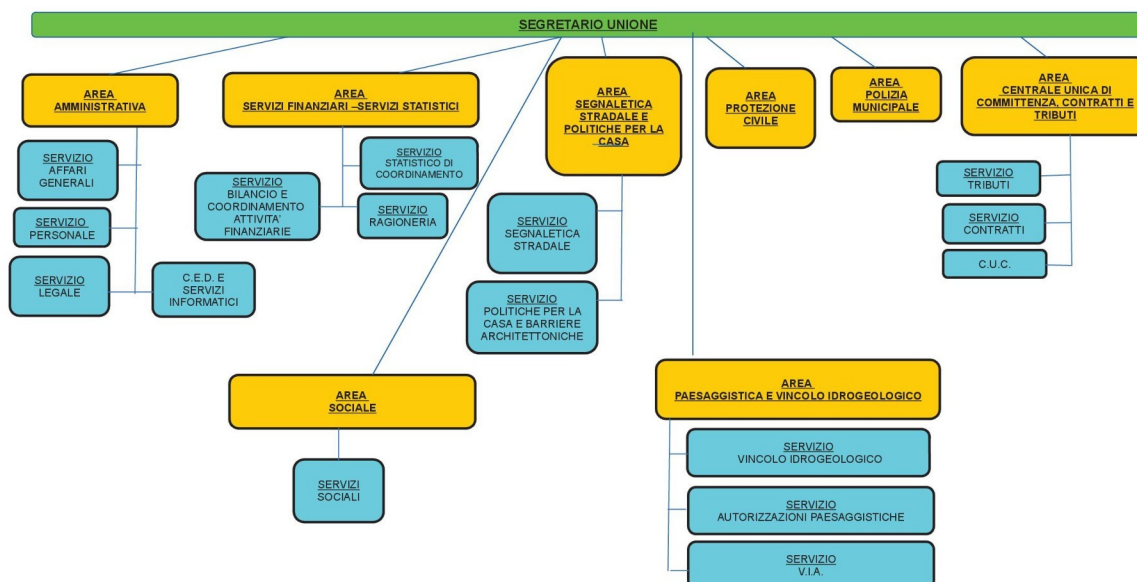 SEGRETARIO UNIONE
AREA
AMMINISTRATIVA
AREA
SERVIZI FINANZIARI –SERVIZI STATISTICI
AREA
SEGNALETICA
STRADALE E
POLITICHE PER LA
CASA
AREA
PROTEZIONE
CIVILE
AREA
POLIZIA
MUNICIPALE
AREA
CENTRALE UNICA DI
COMMITTENZA, CONTRATTI E
TRIBUTI
SERVIZIO
AFFARI
GENERALI
SERVIZIO
PERSONALE
SERVIZIO
LEGALE
C.E.D. E
SERVIZI
INFORMATICI
SERVIZIO
STATISTICO DI
COORDINAMENTO
SERVIZIO
BILANCIO E
COORDINAMENTO
ATTIVITA'
FINANZIARIE
SERVIZIO
RAGIONERIA
SERVIZIO
SEGNALETICA
STRADALE
SERVIZIO
POLITICHE PER LA
CASA E BARRIERE
ARCHITETTONICHE
SERVIZIO
TRIBUTI
SERVIZIO
CONTRATTI
C.U.C.
AREA
SOCIALE
SERVIZI
SOCIALI
AREA
PAESAGGISTICA E VINCOLO IDROGEOLOGICO
SERVIZIO
VINCOLO IDROGEOLOGICO
SERVIZIO
AUTORIZZAZIONI PAESAGGISTICHE
SERVIZIO
V.I.A.